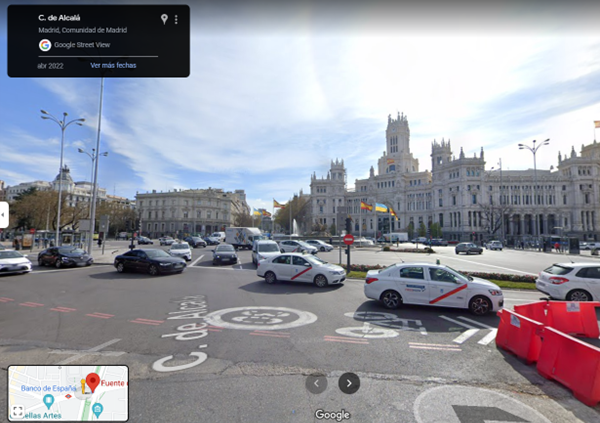 C. de Alcalá
Madrid, Comunidad de Madrid
Google Street View
abr 2022
Ver más fechas
C. de Alcalá
Banco de España
Fuente
ellas Artes
Google